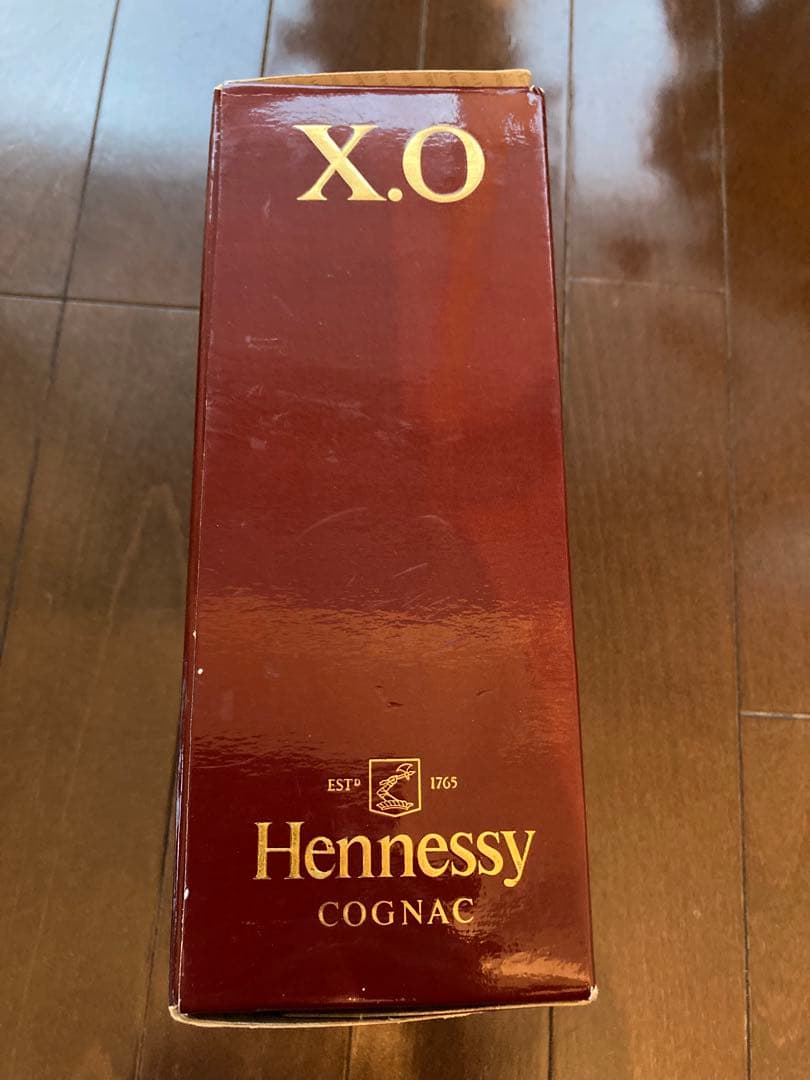 X.O
ESTᴰ 1765
Hennessy
COGNAC